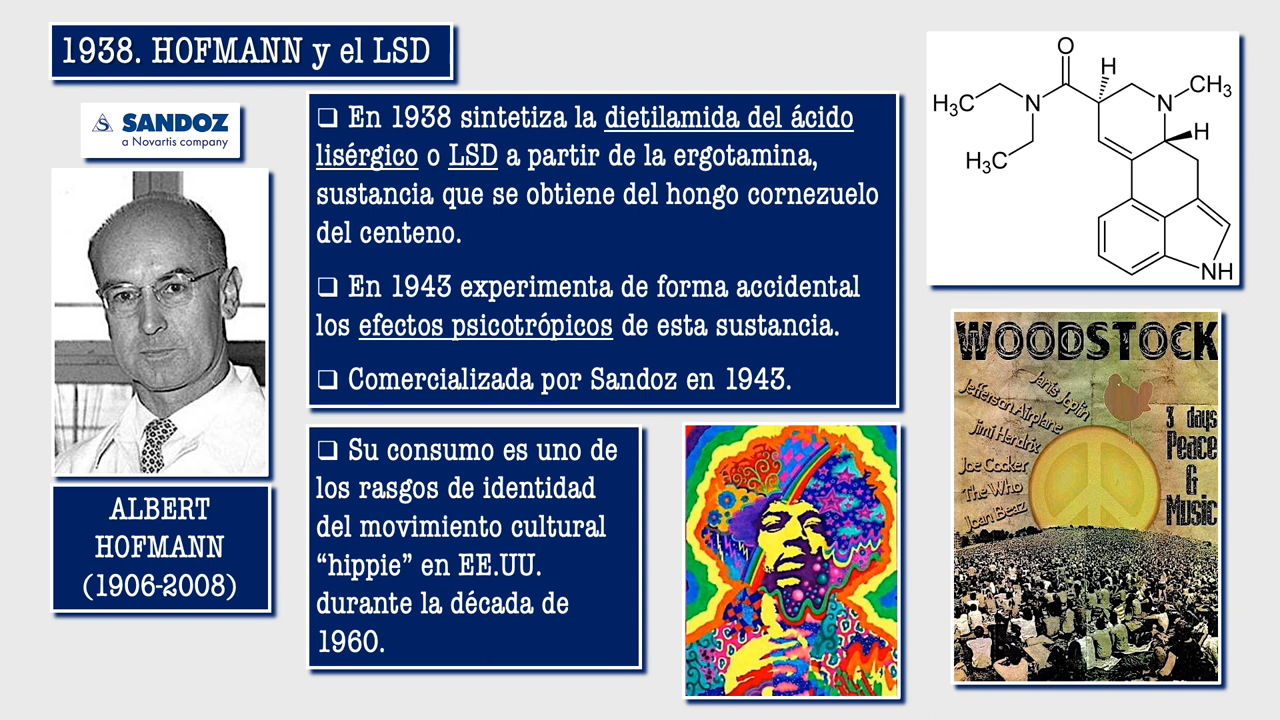 1938. HOFMANN y el LSD
SANDOZ
a Novartis company
ALBERT
HOFMANN
(1906-2008)
❑ En 1938 sintetiza la dietilamida del ácido
lisérgico o LSD a partir de la ergotamina,
sustancia que se obtiene del hongo cornezuelo
del centeno.
❑ En 1943 experimenta de forma accidental
los efectos psicotrópicos de esta sustancia.
❑ Comercializada por Sandoz en 1943.
❑ Su consumo es uno de
los rasgos de identidad
del movimiento cultural
“hippie” en EE.UU.
durante la década de
1960.
O
H
H₃C
N
N
CH₃
H
H₃C
NH
WOODSTOCK
Janis Joplin
Jefferson Airplane
Jimi Hendrix
Joe Cocker
The Who
Joan Beaz
3 days
Peace
&
Music